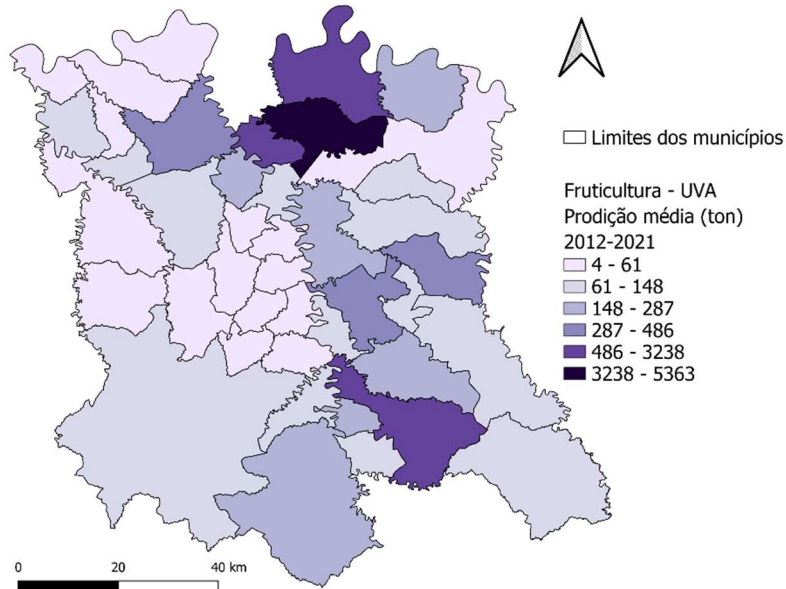 Limites dos municípios
Fruticultura - UVA
Prodição média (ton)
2012-2021
4 - 61
61 - 148
148 - 287
287 - 486
486 - 3238
3238 - 5363
0 20 40 km